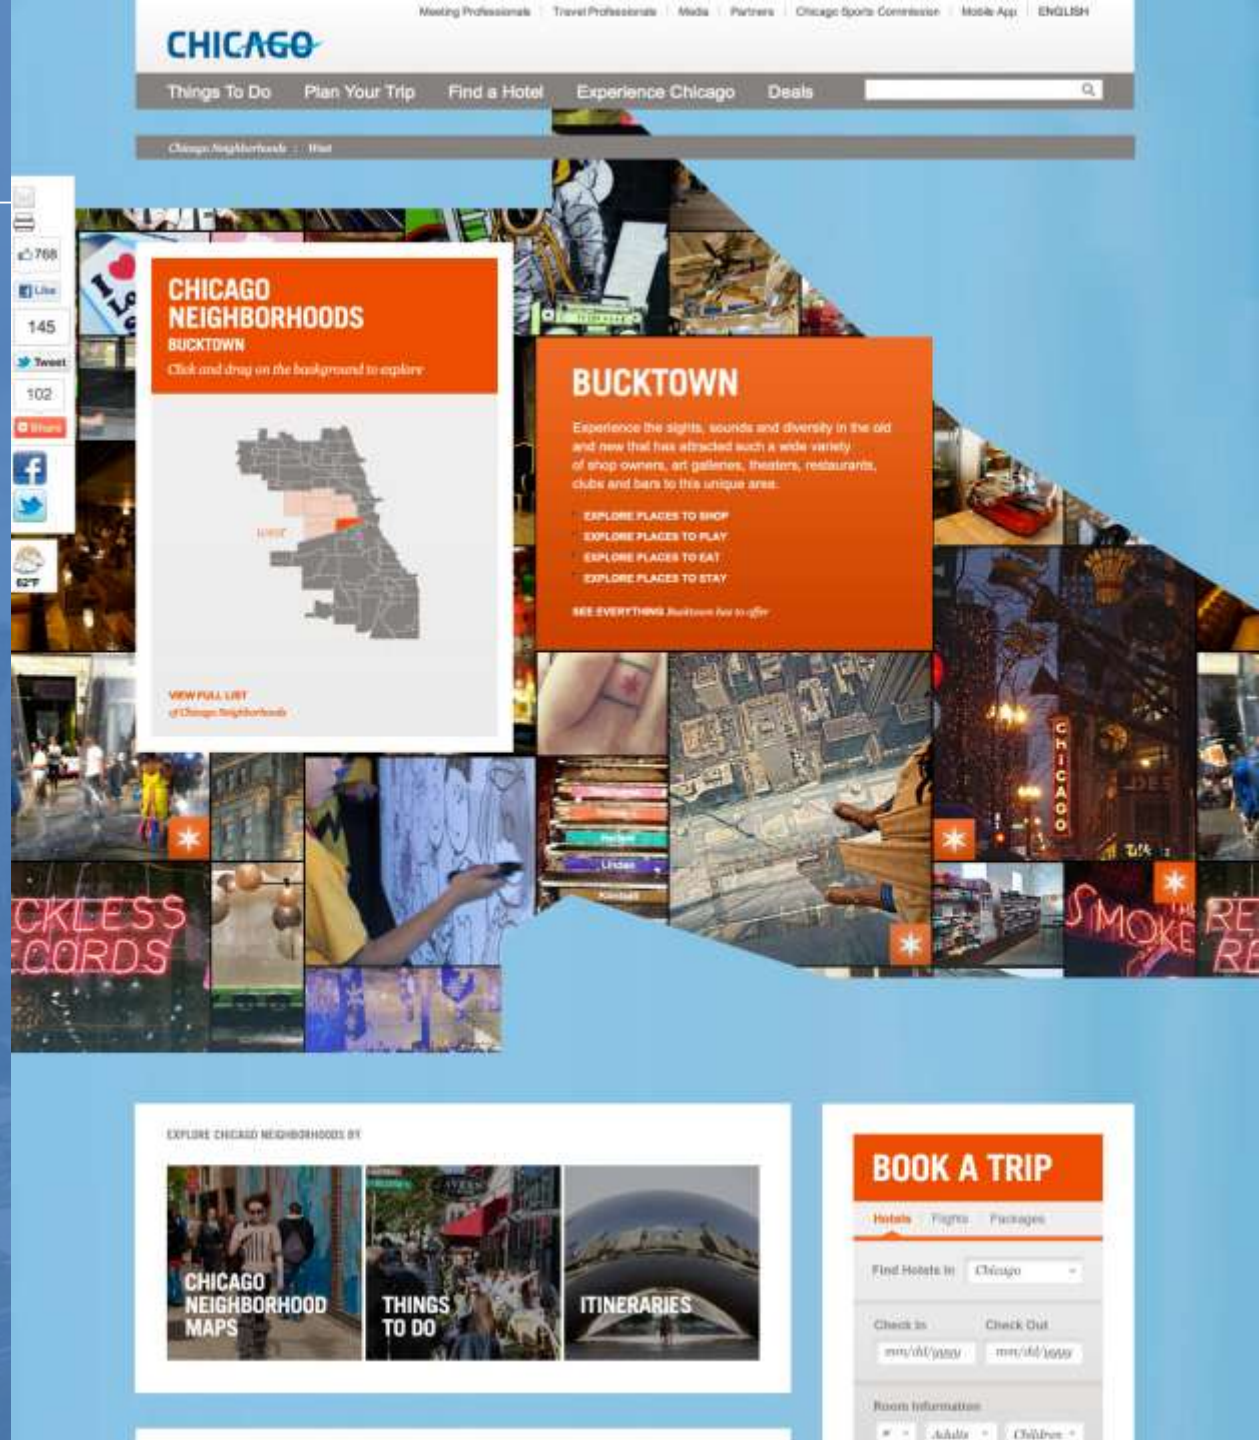 Meeting Professionals Travel Professionals Media Partners Chicago Sports Commission Mobile App ENGLISH
CHICAGO
Things To Do Plan Your Trip Find a Hotel Experience Chicago Deals
Chicago Neighborhoods : West
768
Like
145
Tweet
102
Share
62°F
I
CHICAGO
NEIGHBORHOODS
BUCKTOWN
Click and drag on the background to explore
west
VIEW FULL LIST
of Chicago Neighborhoods
BUCKTOWN
Experience the sights, sounds and diversity in the old
and new that has attracted such a wide variety
of shop owners, art galleries, theaters, restaurants,
clubs and bars to this unique area.
EXPLORE PLACES TO SHOP
EXPLORE PLACES TO PLAY
EXPLORE PLACES TO EAT
EXPLORE PLACES TO STAY
SEE EVERYTHING Bucktown has to offer
CHICAGO
Linden
CKLESS
ECORDS
SMOKE
RE
RE
EXPLORE CHICAGO NEIGHBORHOODS BY
CHICAGO
NEIGHBORHOOD
MAPS
THINGS
TO DO
ITINERARIES
BOOK A TRIP
Hotels Flights Packages
Find Hotels In Chicago
Check In Check Out
mm/dd/yyyy mm/dd/yyyy
Room Information
# Adults Children